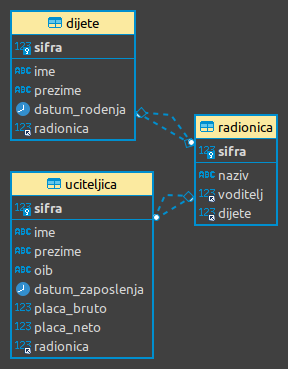 dijete
123 sifra
ABC ime
ABC prezime
datum_rodenja
123 radionica
radionica
123 sifra
ABC naziv
123 voditelj
123 dijete
uciteljica
123 sifra
ABC ime
ABC prezime
ABC oib
datum_zaposlenja
123 placa_bruto
123 placa_neto
123 radionica